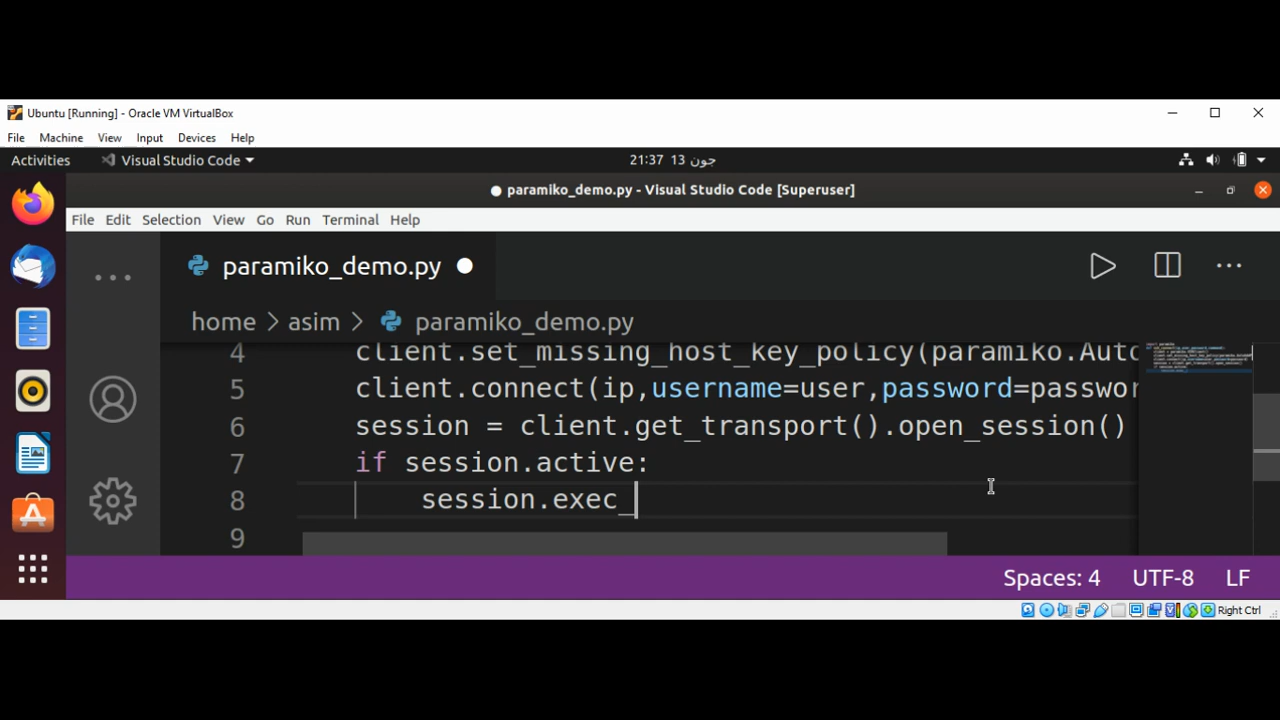 Ubuntu [Running] - Oracle VM VirtualBox
File Machine View Input Devices Help
Activities Visual Studio Code 21:37 13 جون
● paramiko_demo.py - Visual Studio Code [Superuser]
File Edit Selection View Go Run Terminal Help
paramiko_demo.py
home > asim > paramiko_demo.py
4 client.set_missing_host_key_policy(paramiko.Auto
5 client.connect(ip,username=user,password=passwor
6 session = client.get_transport().open_session()
7 if session.active:
8 session.exec_
9
Spaces: 4 UTF-8 LF
Right Ctrl